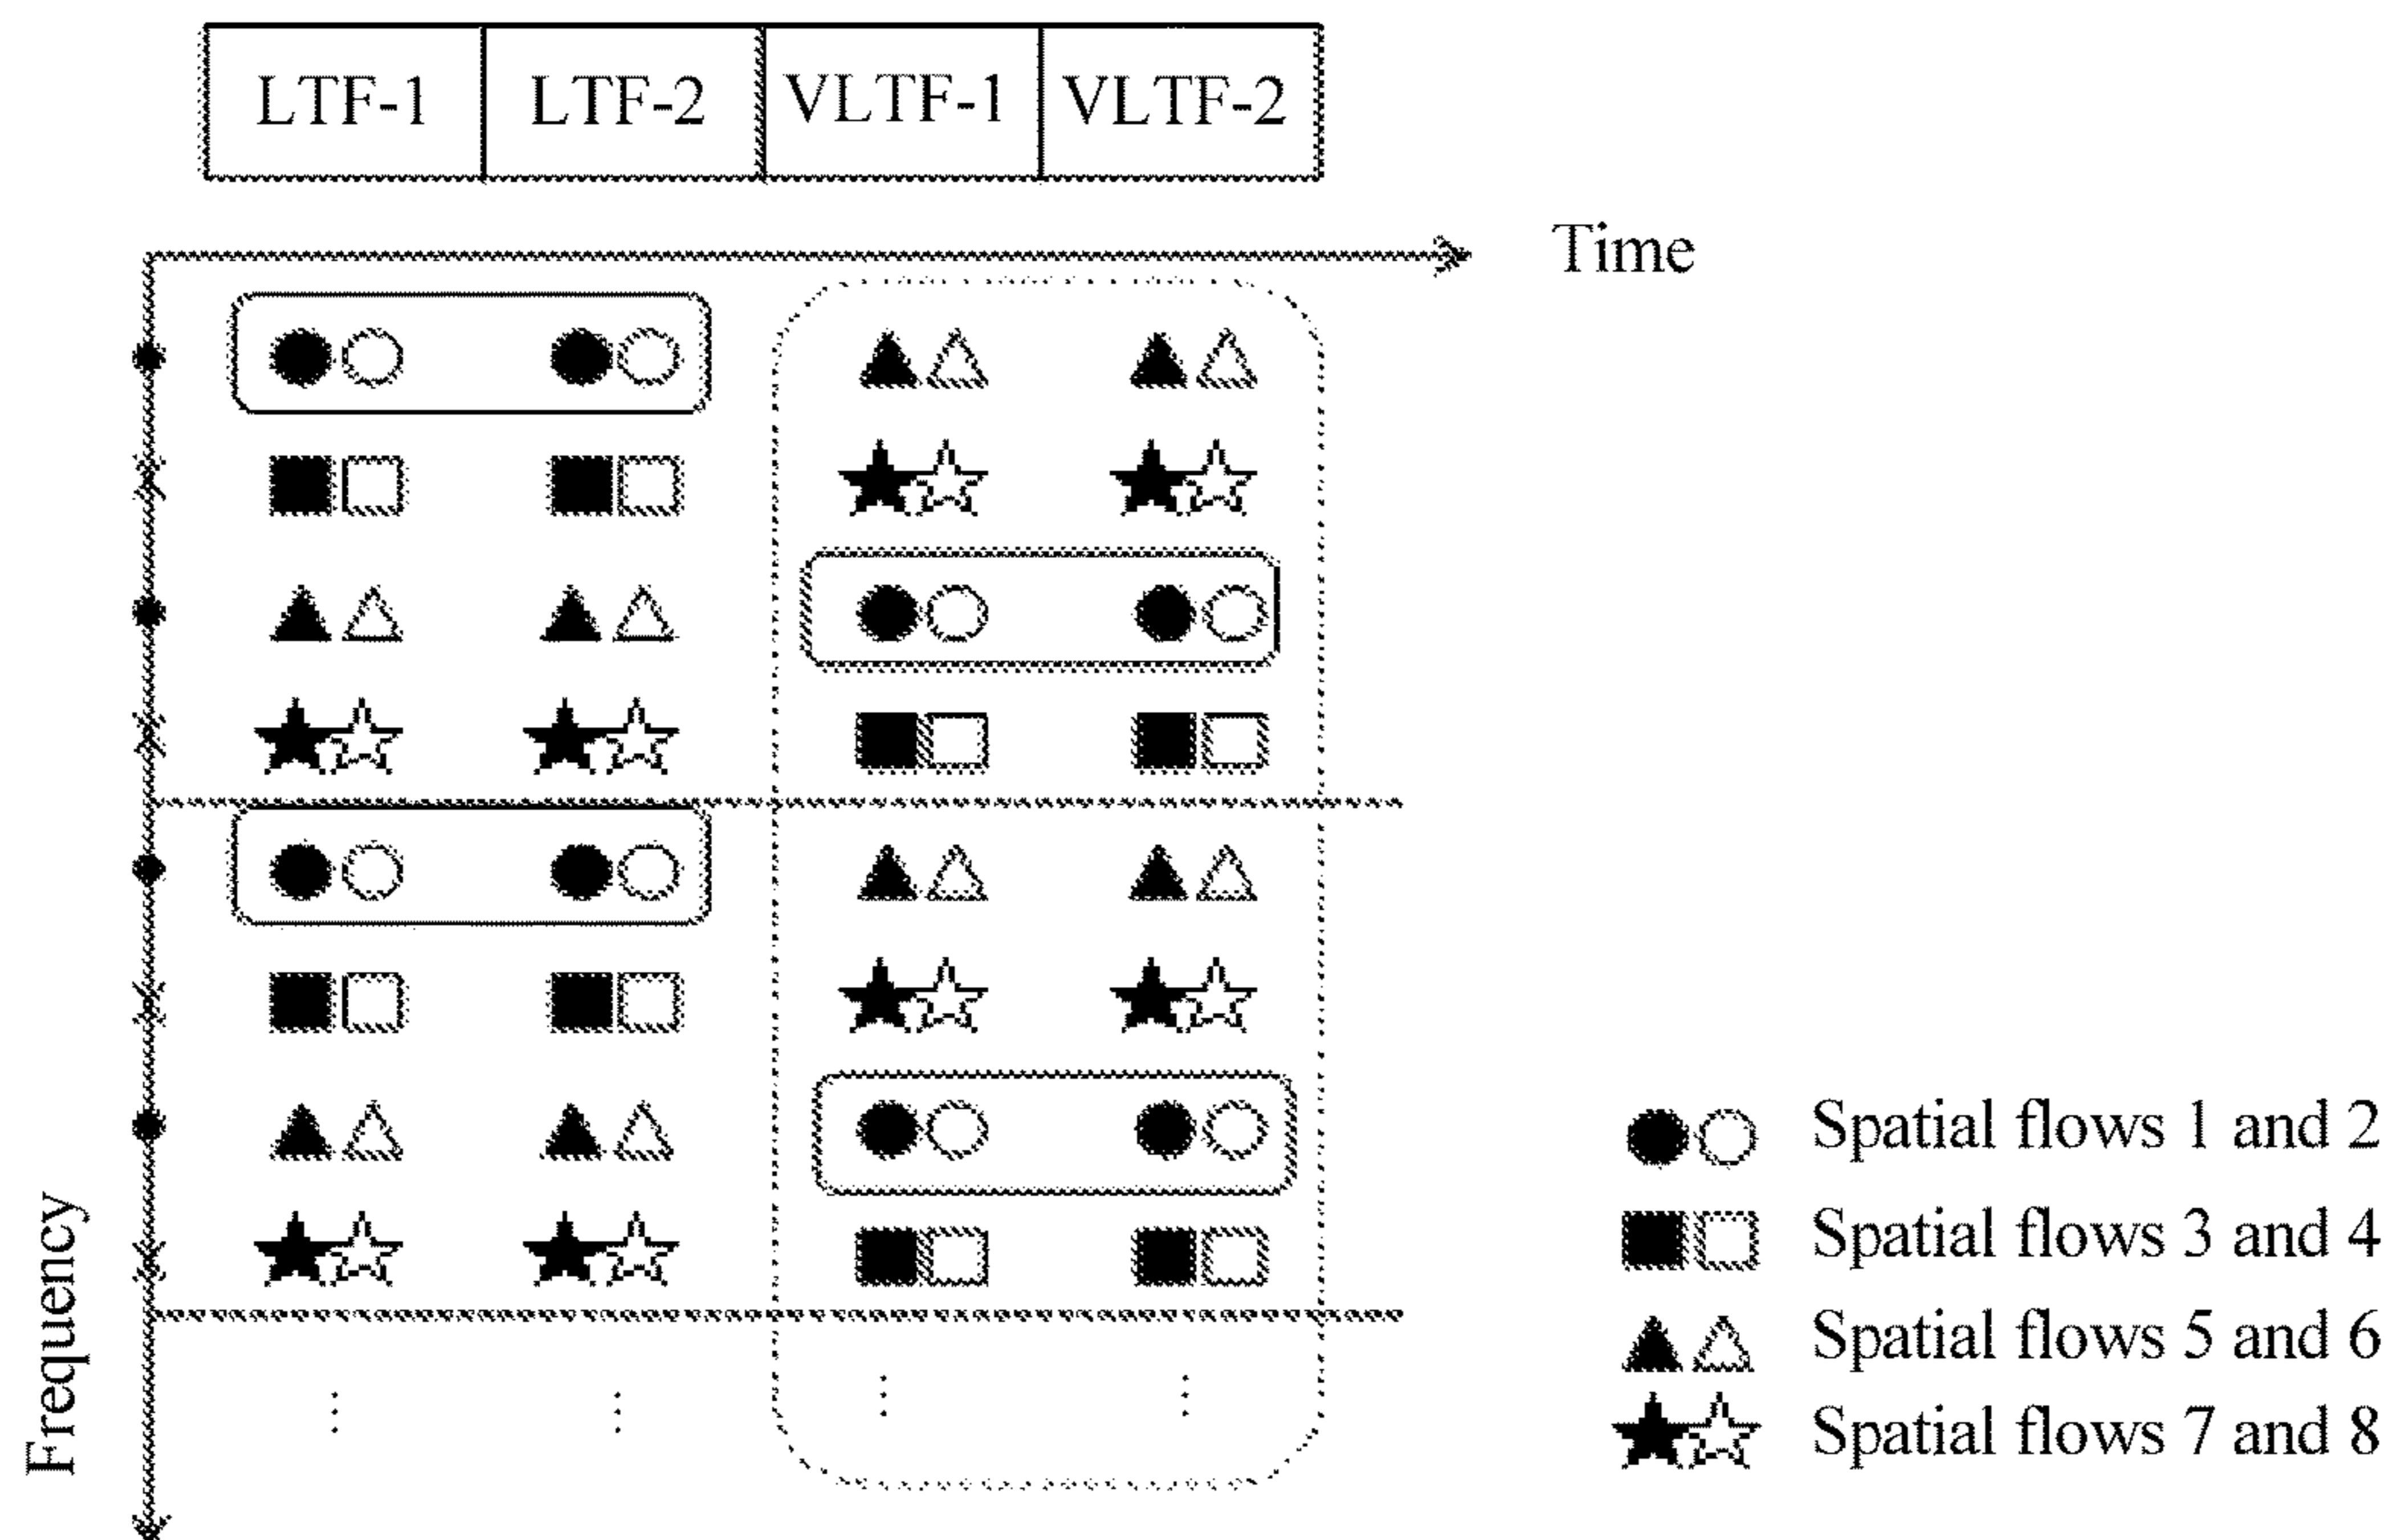 LTF-1 LTF-2 VLTF-1 VLTF-2
Time
Frequency
Spatial flows 1 and 2
Spatial flows 3 and 4
Spatial flows 5 and 6
Spatial flows 7 and 8